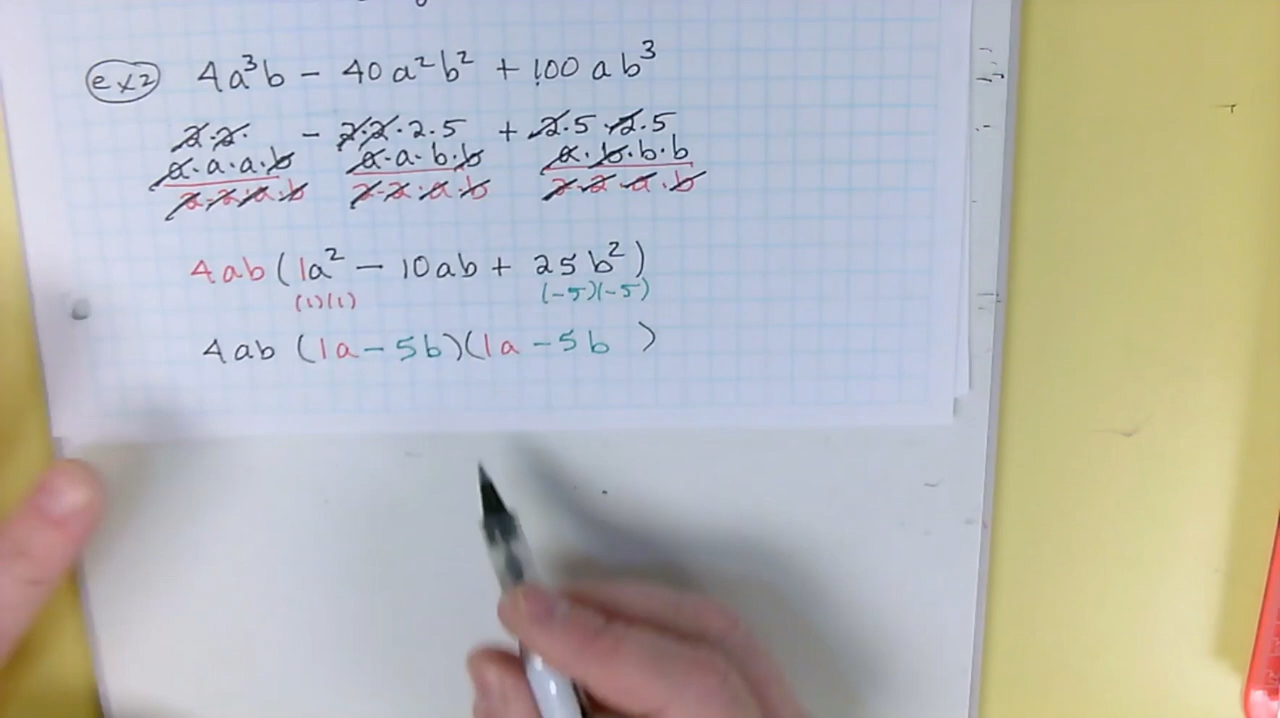 ex2 4a³b - 40a²b² + 100ab³
2·2· - 2·2·2·5 + 2·5·2·5
a·a·a·b a·a·b·b a·b·b·b
2·2·a·b 2·2·a·b 2·2·a·b
4ab(1a² - 10ab + 25b²)
(1)(1) (-5)(-5)
4ab (1a - 5b)(1a - 5b )